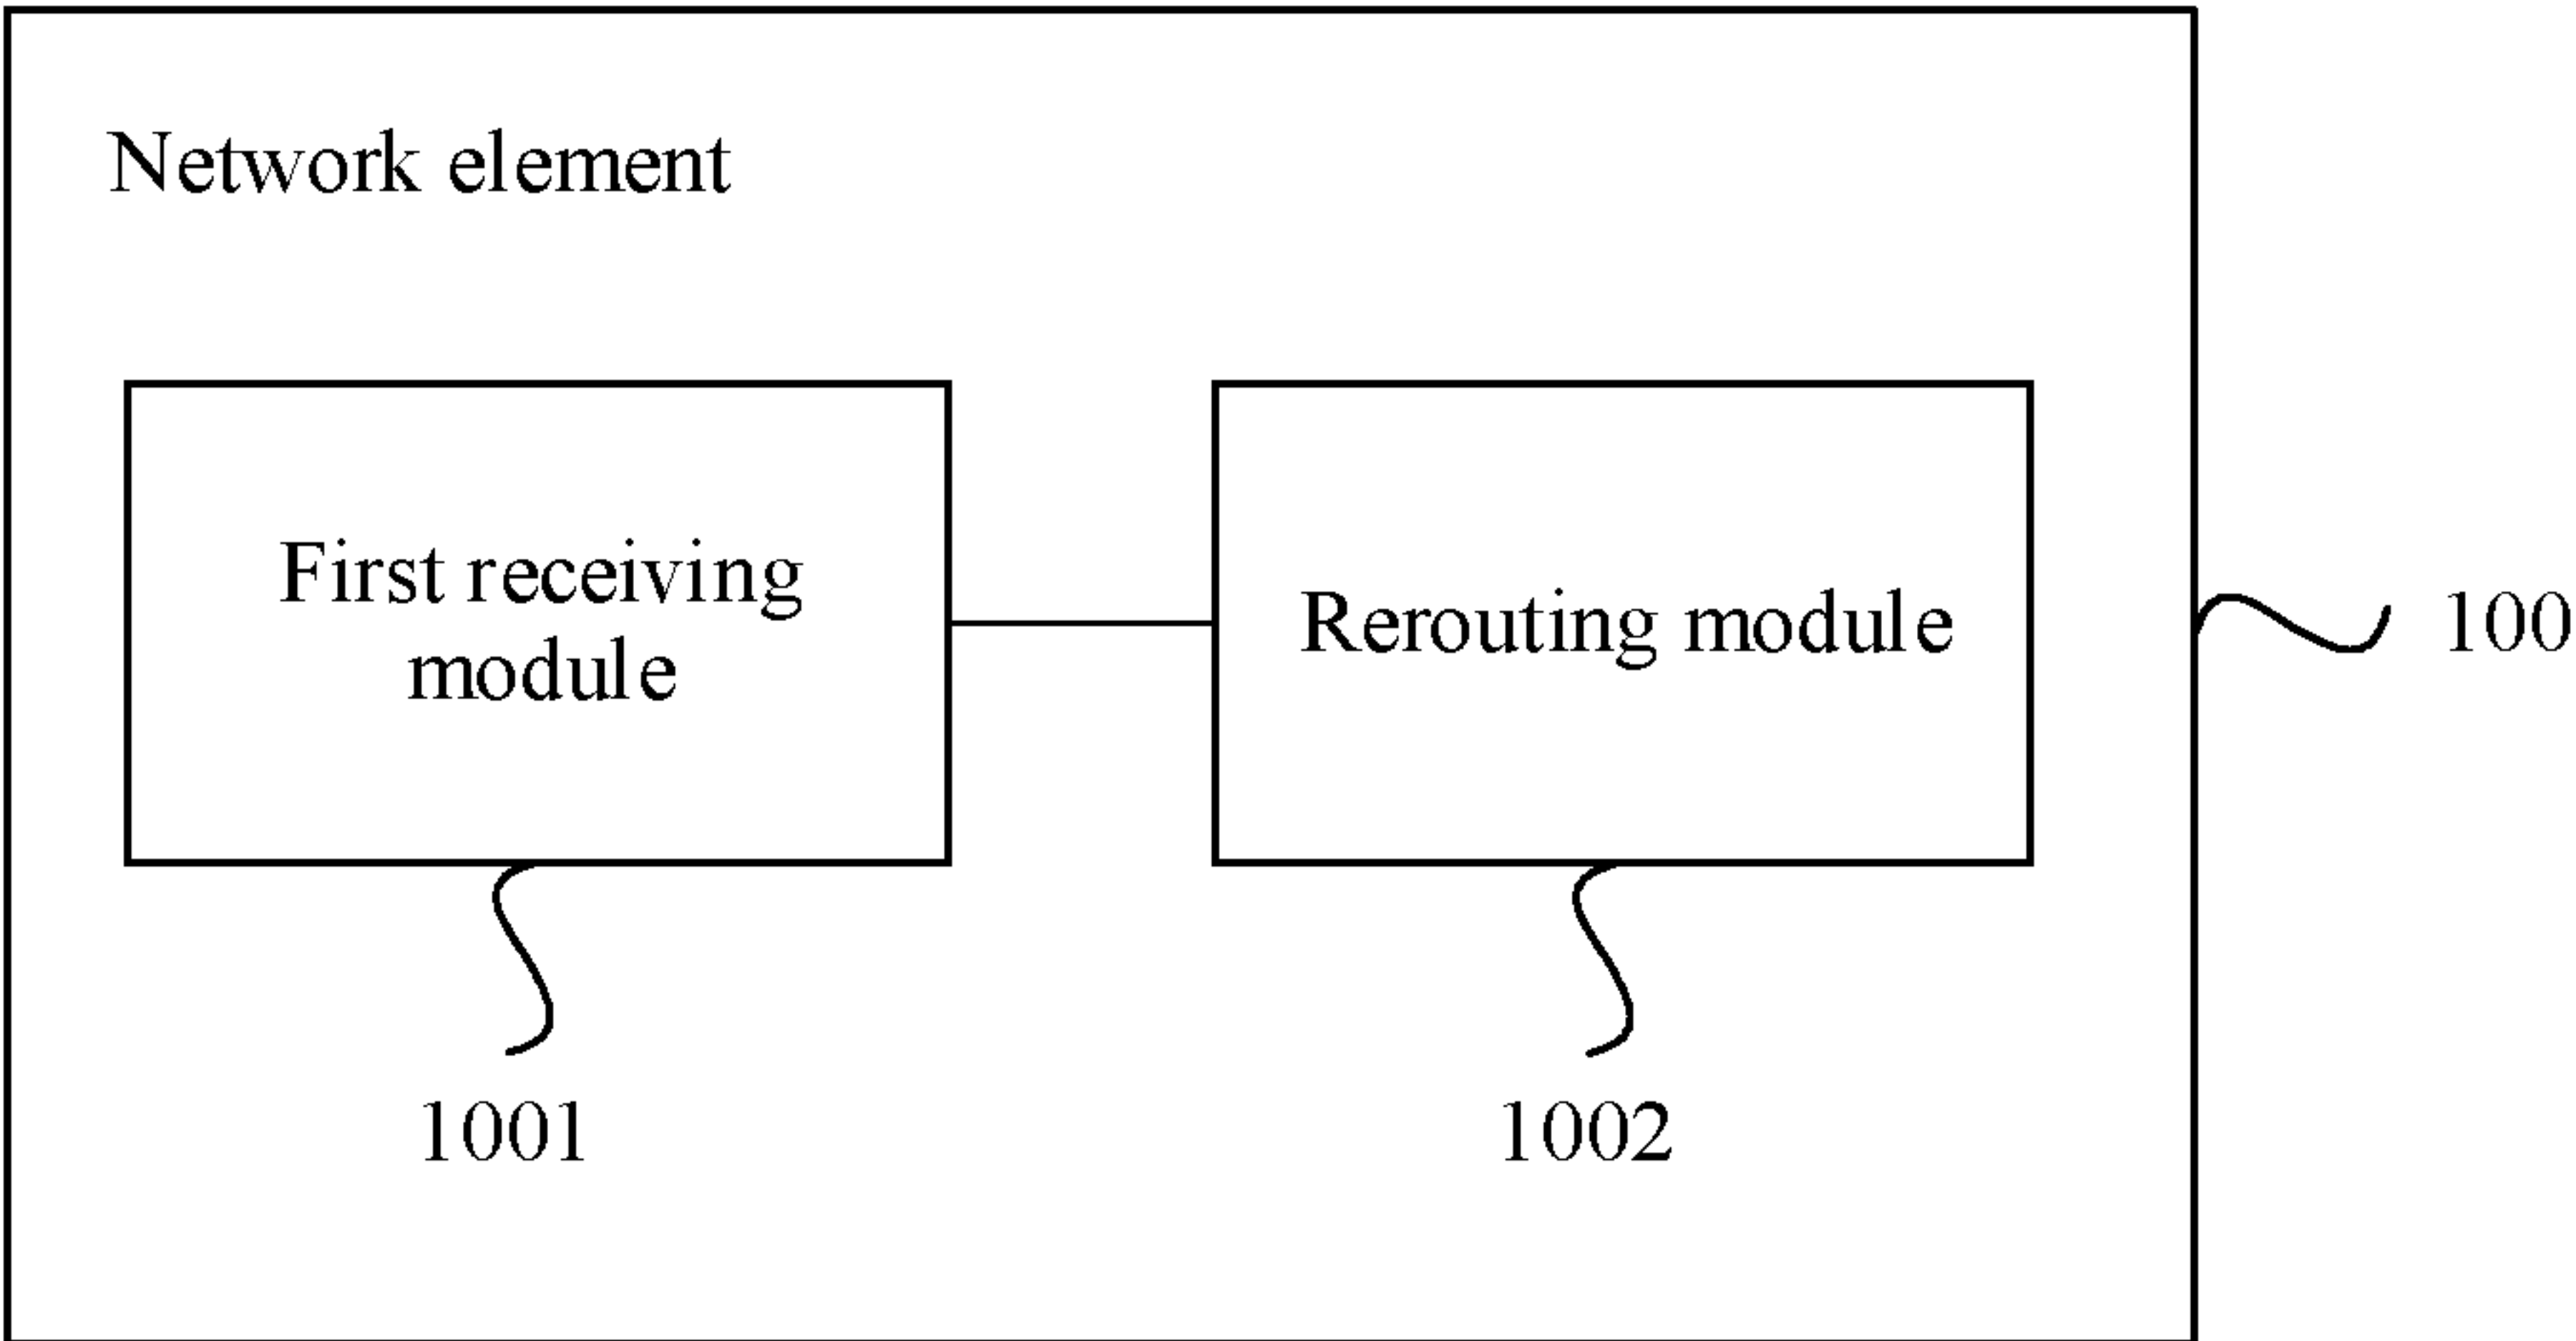 Network element
First receiving
module
Rerouting module
100
1001
1002